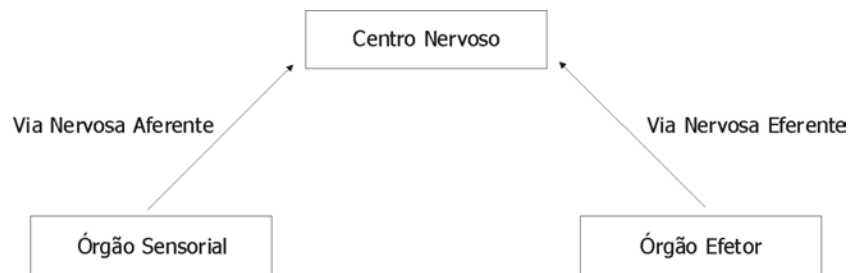 Centro Nervoso
Via Nervosa Aferente
Via Nervosa Eferente
Órgão Sensorial
Órgão Efetor